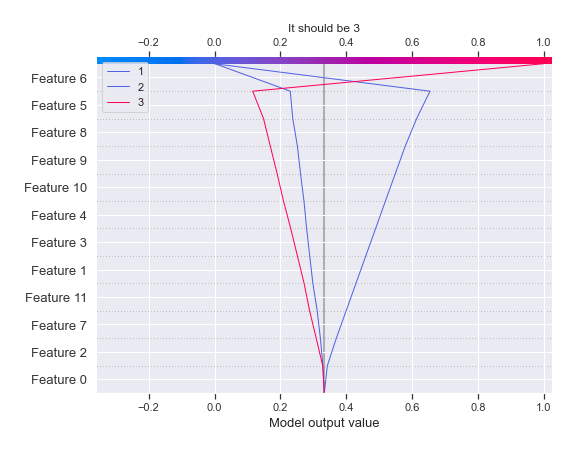 It should be 3
−0.2 0.0 0.2 0.4 0.6 0.8 1.0
1
2
3
Feature 6
Feature 5
Feature 8
Feature 9
Feature 10
Feature 4
Feature 3
Feature 1
Feature 11
Feature 7
Feature 2
Feature 0
−0.2 0.0 0.2 0.4 0.6 0.8 1.0
Model output value